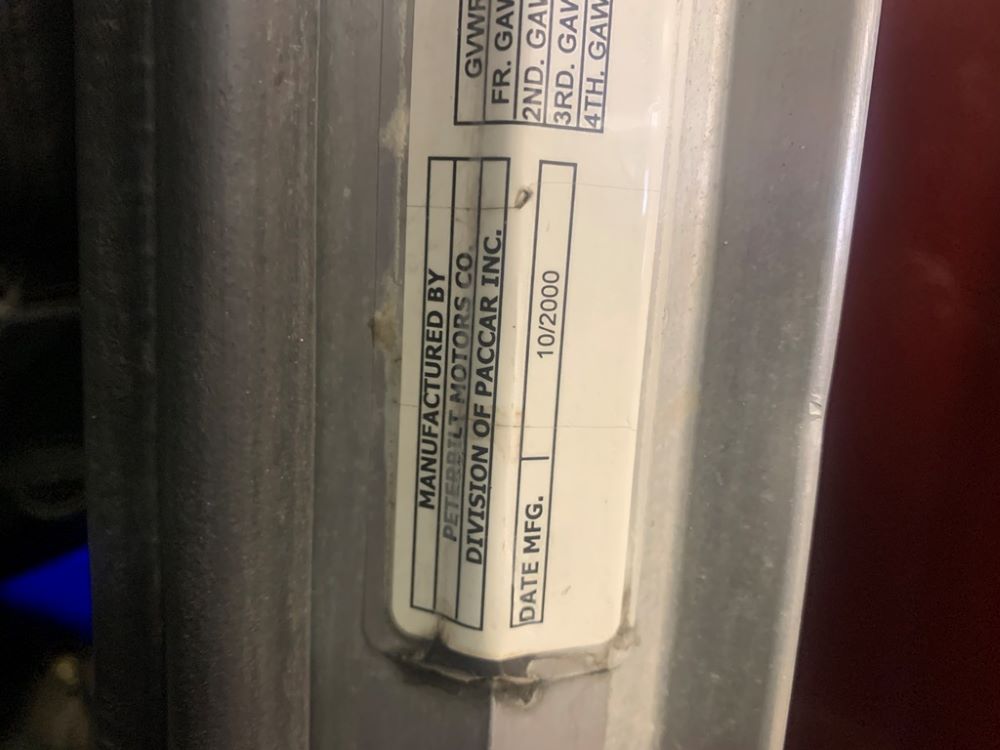 MANUFACTURED BY
PETERBILT MOTORS CO.
DIVISION OF PACCAR INC.
DATE MFG.
10/2000
GVWR
FR. GAW
2ND. GAW
3RD. GAW
4TH. GAW